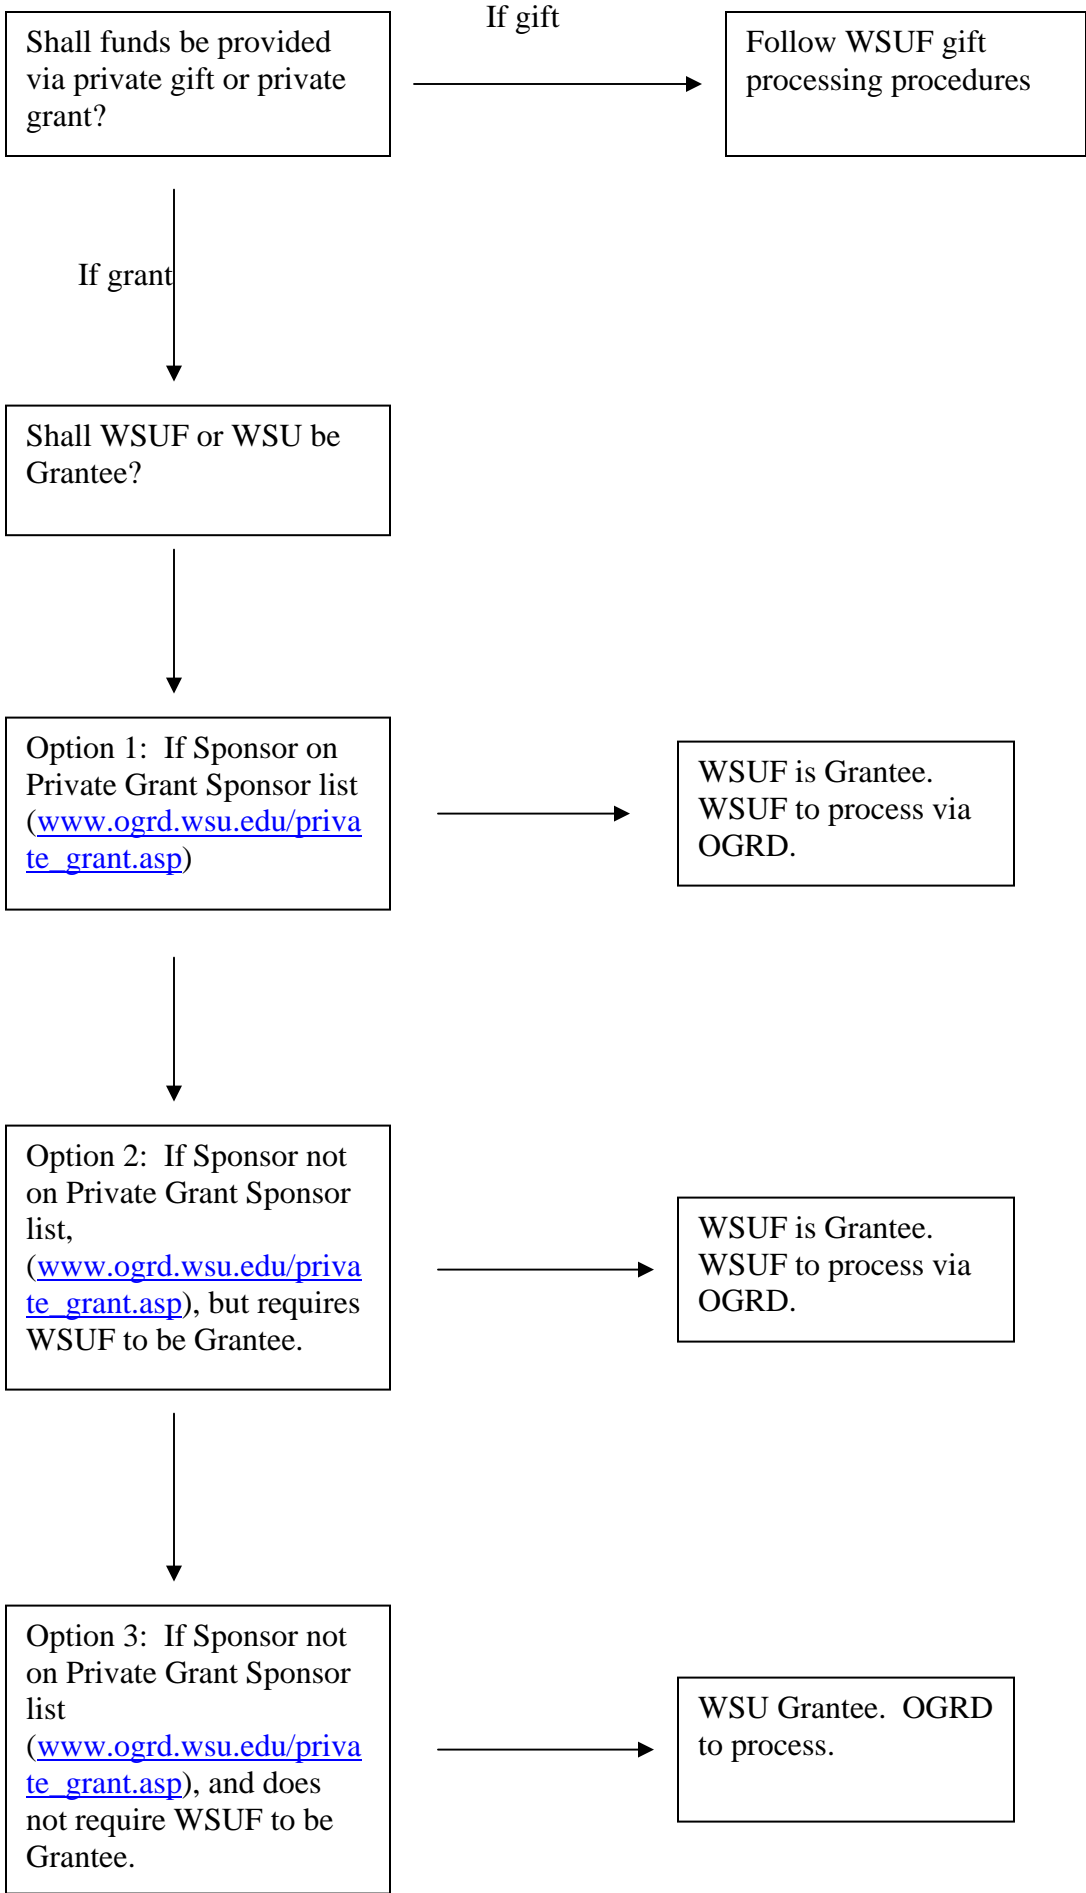 If gift
Shall funds be provided
via private gift or private
grant?
Follow WSUF gift
processing procedures
If grant
Shall WSUF or WSU be
Grantee?
Option 1:  If Sponsor on
Private Grant Sponsor list
(www.ogrd.wsu.edu/priva
te_grant.asp)
WSUF is Grantee.
WSUF to process via
OGRD.
Option 2:  If Sponsor not
on Private Grant Sponsor
list,
(www.ogrd.wsu.edu/priva
te_grant.asp), but requires
WSUF to be Grantee.
WSUF is Grantee.
WSUF to process via
OGRD.
Option 3:  If Sponsor not
on Private Grant Sponsor
list
(www.ogrd.wsu.edu/priva
te_grant.asp), and does
not require WSUF to be
Grantee.
WSU Grantee.  OGRD
to process.